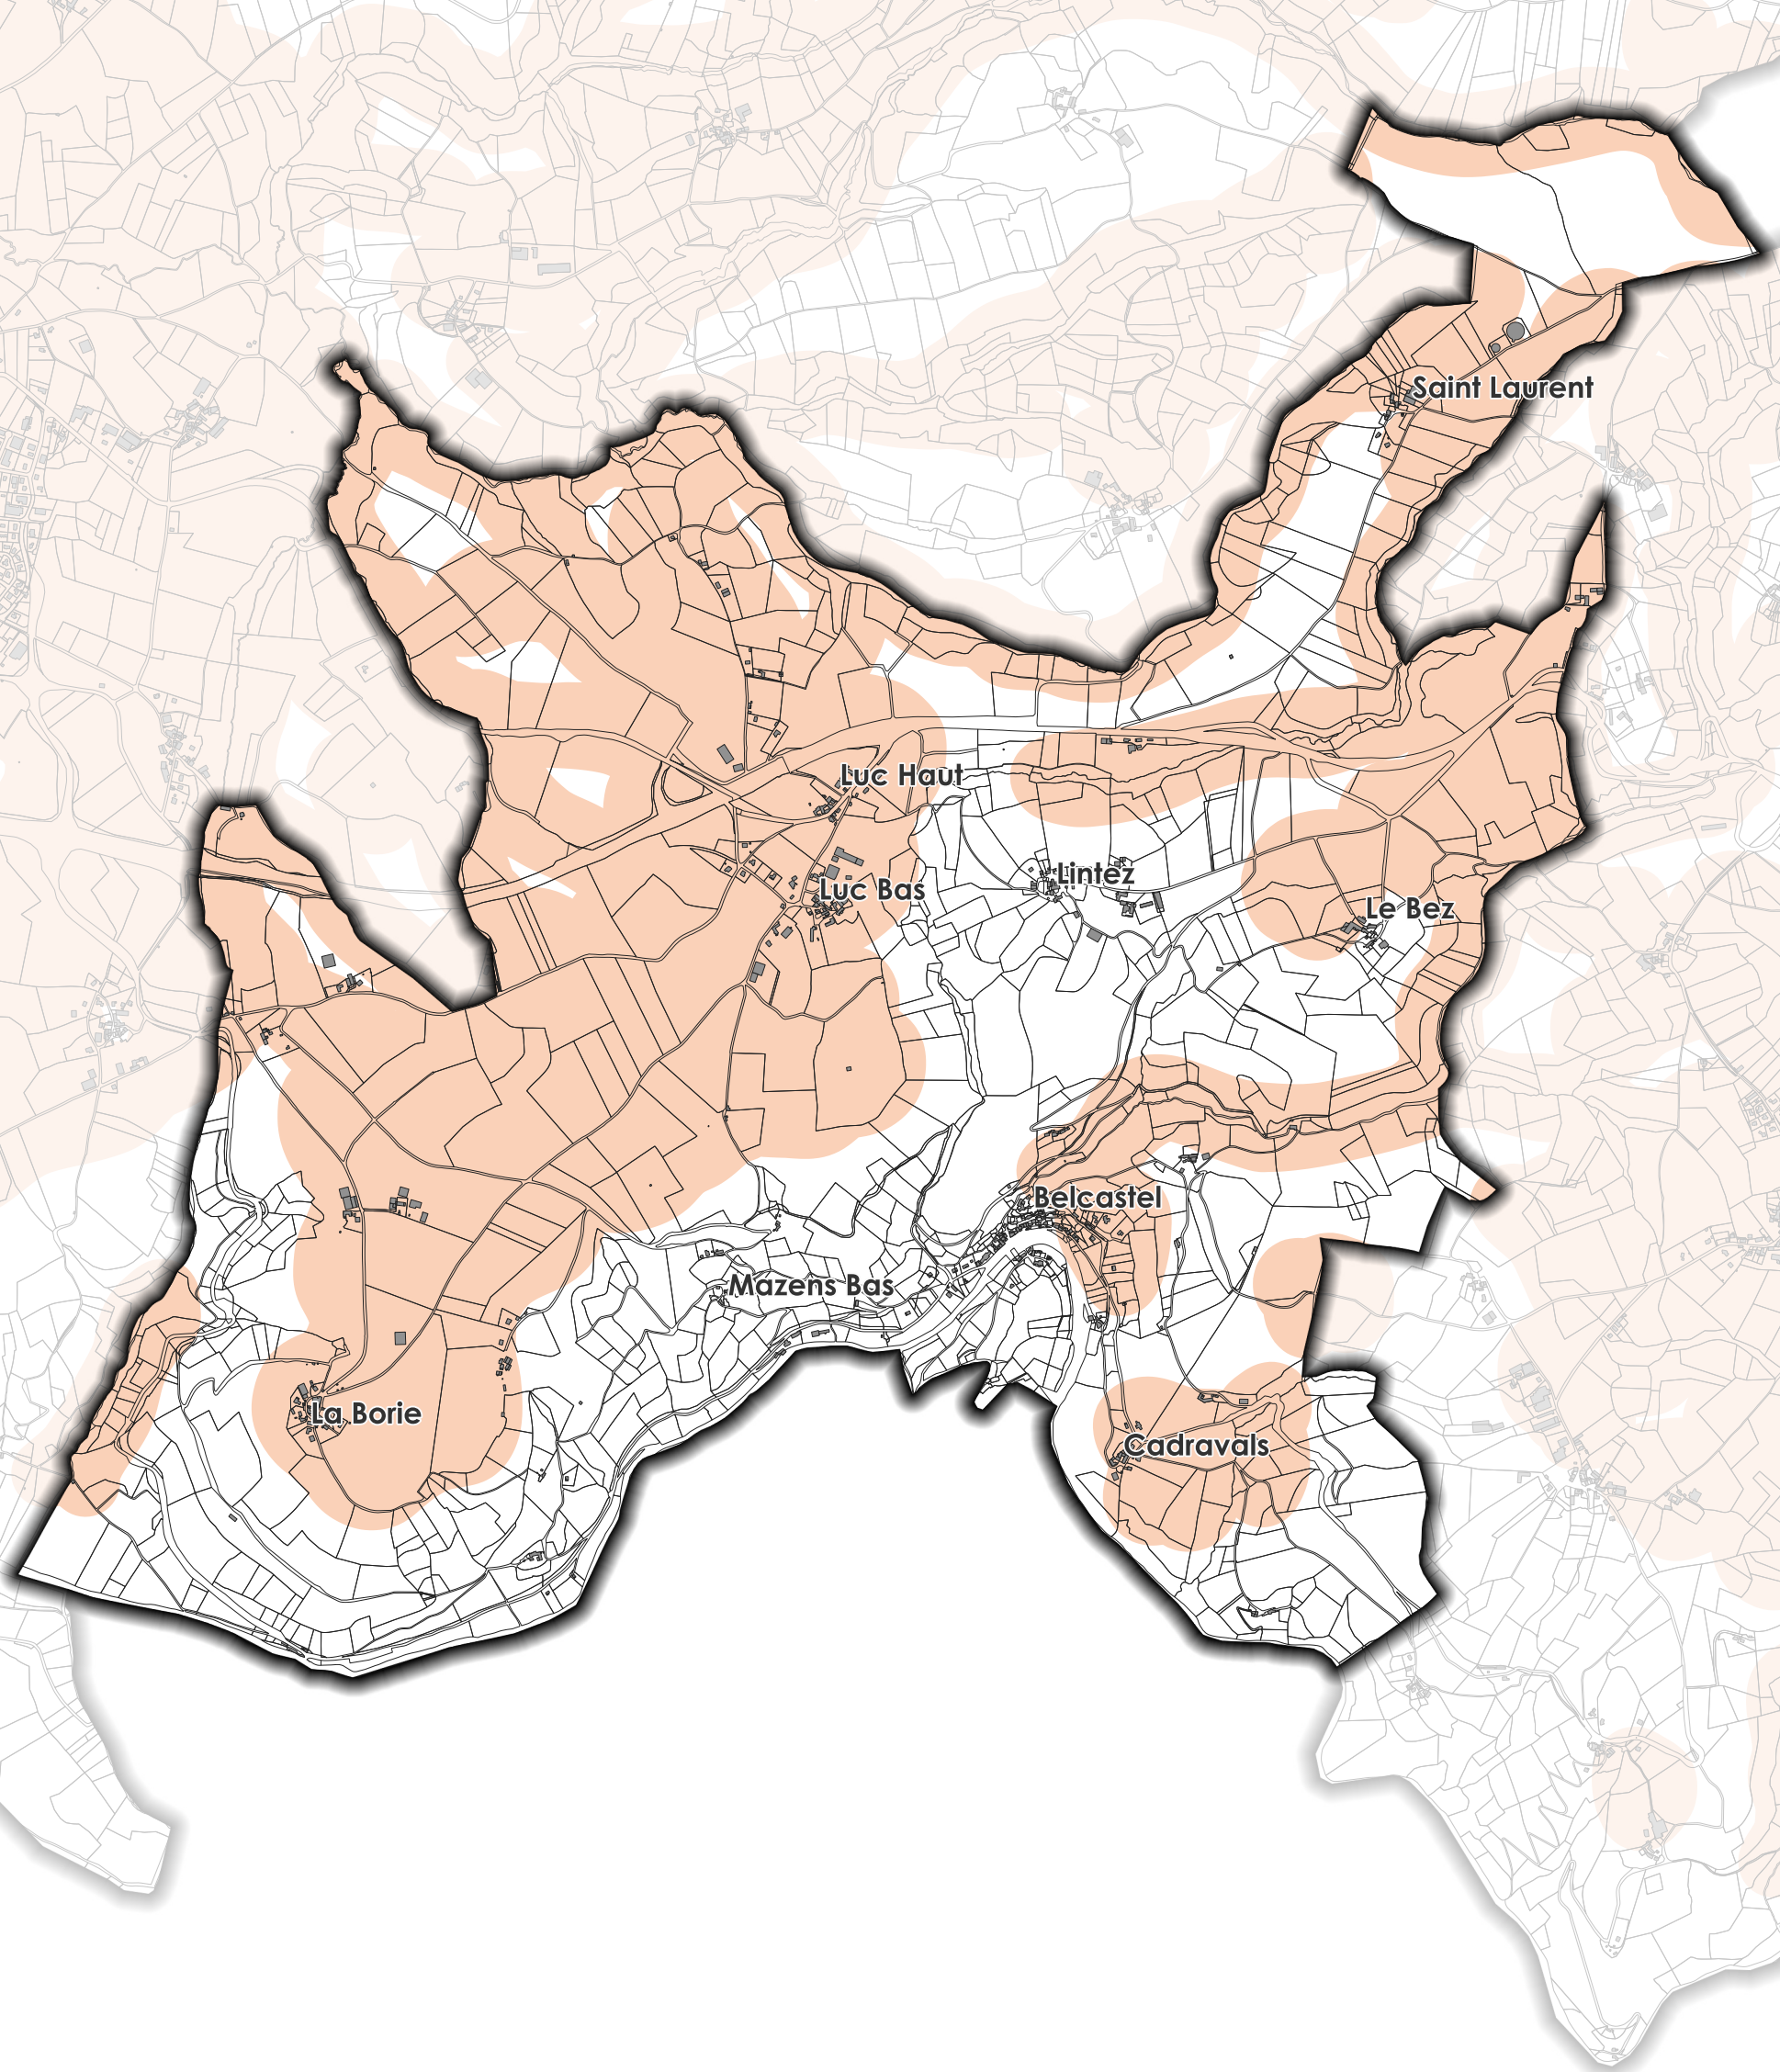 Saint Laurent
Luc Haut
Lintez
Luc Bas
Le Bez
Belcastel
Mazens Bas
La Borie
Cadravals